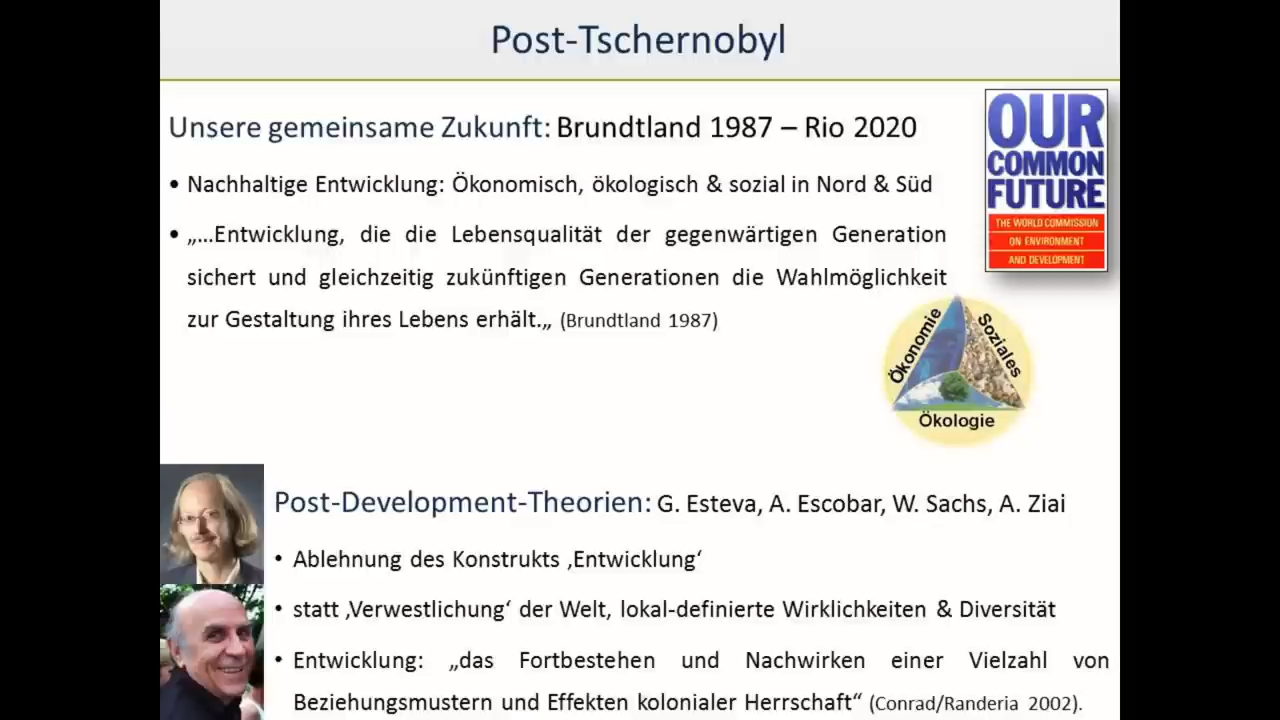 Post-Tschernobyl
Unsere gemeinsame Zukunft: Brundtland 1987 – Rio 2020
• Nachhaltige Entwicklung: Ökonomisch, ökologisch & sozial in Nord & Süd
• „…Entwicklung, die die Lebensqualität der gegenwärtigen Generation
sichert und gleichzeitig zukünftigen Generationen die Wahlmöglichkeit
zur Gestaltung ihres Lebens erhält.„ (Brundtland 1987)
OUR
COMMON
FUTURE
THE WORLD COMMISSION
ON ENVIRONMENT
AND DEVELOPMENT
Ökonomie
Soziales
Ökologie
Post-Development-Theorien: G. Esteva, A. Escobar, W. Sachs, A. Ziai
• Ablehnung des Konstrukts ‚Entwicklung‘
• statt ‚Verwestlichung‘ der Welt, lokal-definierte Wirklichkeiten & Diversität
• Entwicklung: „das Fortbestehen und Nachwirken einer Vielzahl von
Beziehungsmustern und Effekten kolonialer Herrschaft“ (Conrad/Randeria 2002).